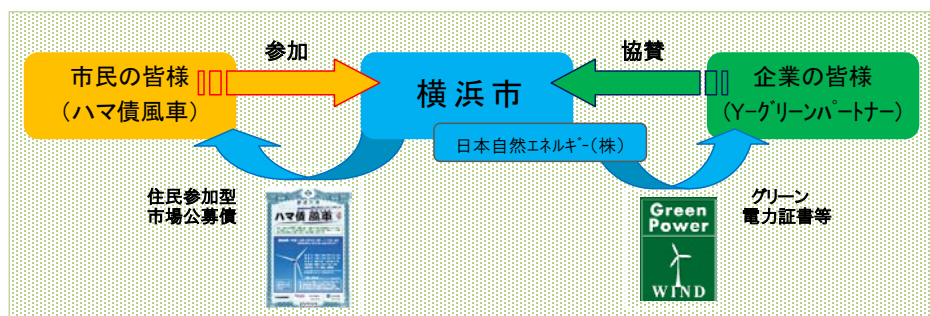 参加
協賛
市民の皆様
（ハマ債風車）
横浜市
企業の皆様
（Y−グリーンパートナー）
日本自然エネルギー（株）
住民参加型
市場公募債
ハマ債 風車
Green
Power
WIND
グリーン
電力証書等